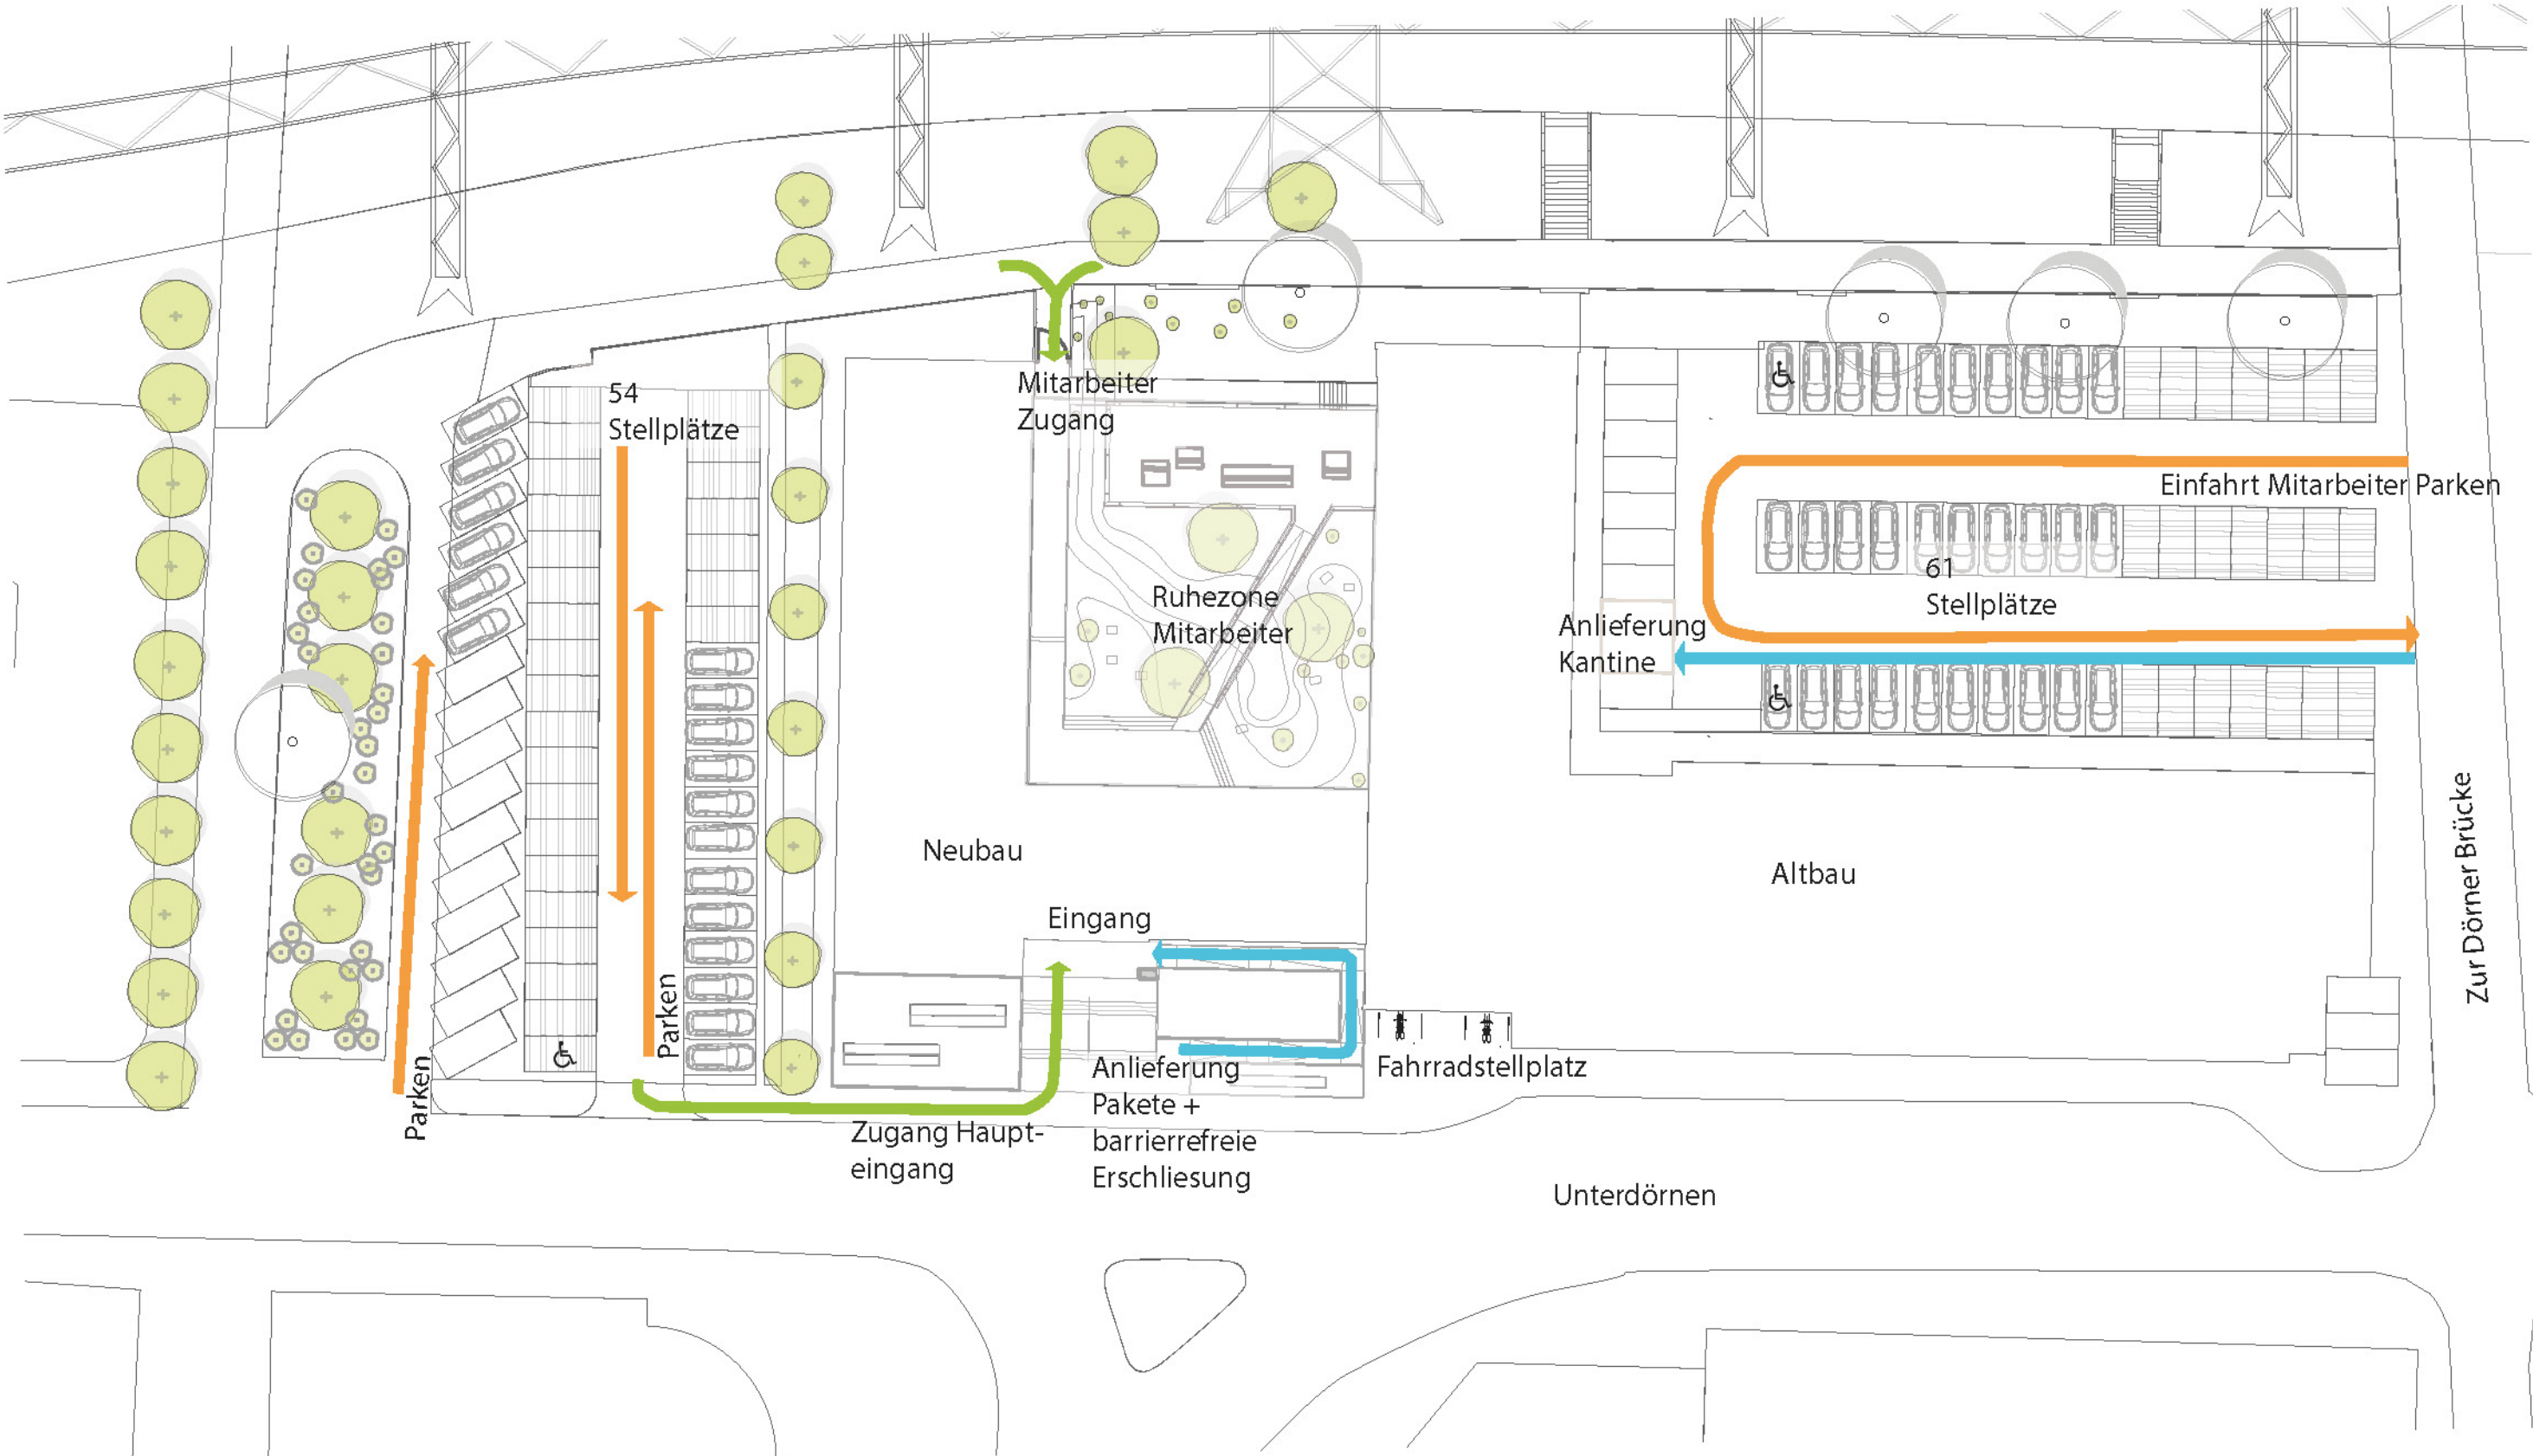 54
Stellplätze
Mitarbeiter
Zugang
Einfahrt Mitarbeiter Parken
61
Stellplätze
Ruhezone
Mitarbeiter
Anlieferung
Kantine
Neubau
Altbau
Zur Dörner Brücke
Eingang
Parken
Parken
Anlieferung
Pakete +
barrierrefreie
Erschliesung
Fahrradstellplatz
Zugang Haupt-
eingang
Unterdörnen